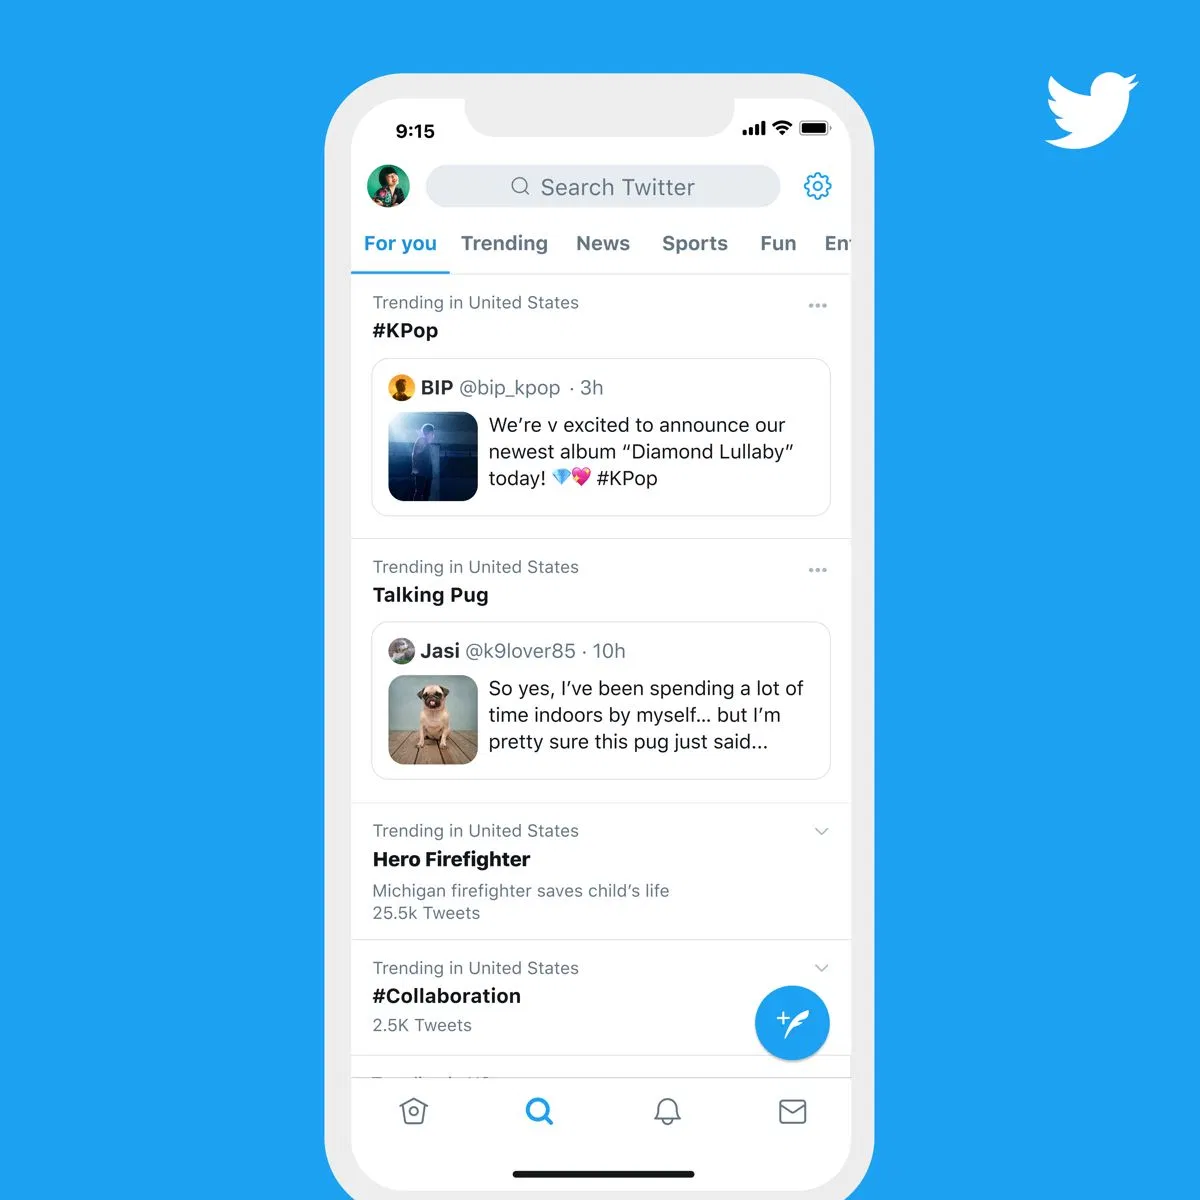 9:15
Search Twitter
For you Trending News Sports Fun
Trending in United States
#KPop
BIP @bip_kpop · 3h
We’re v excited to announce our
newest album “Diamond Lullaby”
today! 💎💖 #KPop
Trending in United States
Talking Pug
Jasi @k9lover85 · 10h
So yes, I’ve been spending a lot of
time indoors by myself... but I’m
pretty sure this pug just said...
Trending in United States
Hero Firefighter
Michigan firefighter saves child’s life
25.5k Tweets
Trending in United States
#Collaboration
2.5K Tweets